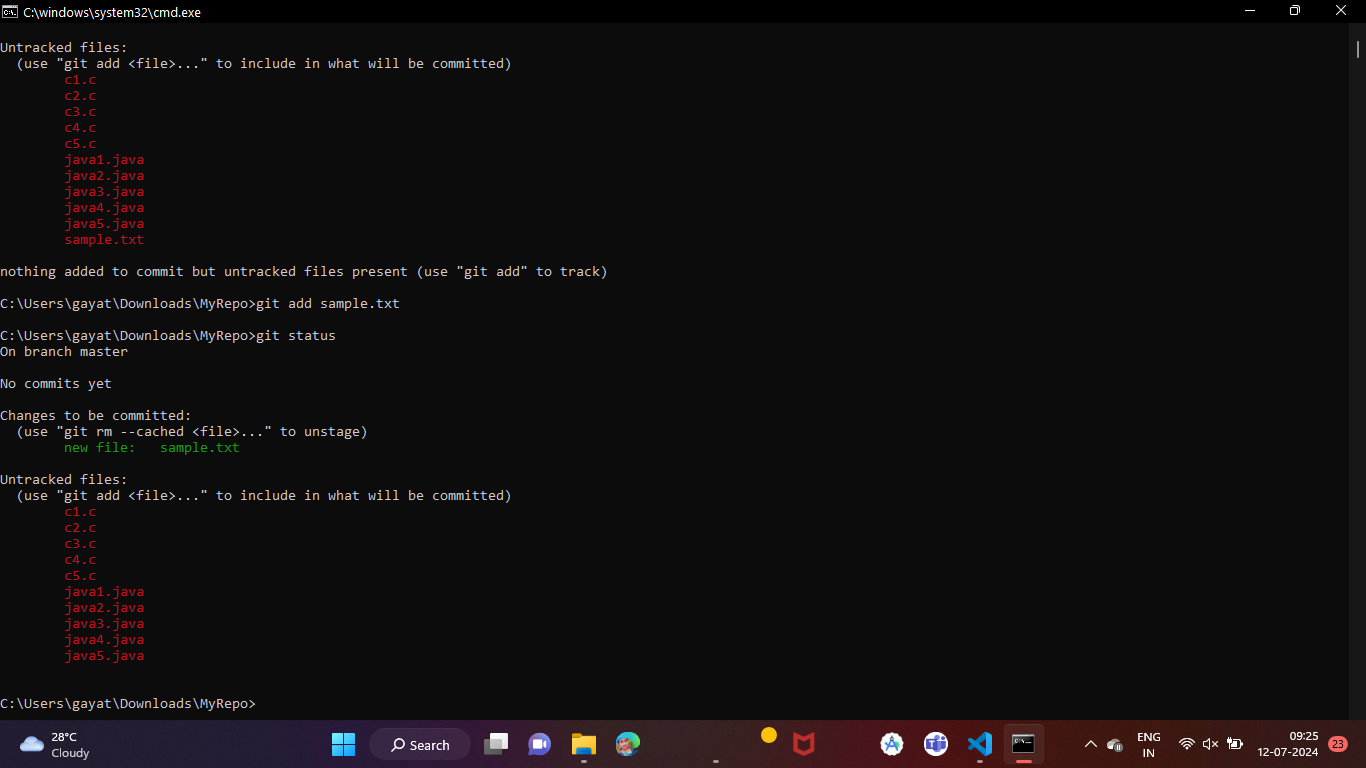 C:\windows\system32\cmd.exe
Untracked files:
  (use "git add <file>..." to include in what will be committed)
        c1.c
        c2.c
        c3.c
        c4.c
        c5.c
        java1.java
        java2.java
        java3.java
        java4.java
        java5.java
        sample.txt
nothing added to commit but untracked files present (use "git add" to track)
C:\Users\gayat\Downloads\MyRepo>git add sample.txt
C:\Users\gayat\Downloads\MyRepo>git status
On branch master
No commits yet
Changes to be committed:
  (use "git rm --cached <file>..." to unstage)
        new file:   sample.txt
Untracked files:
  (use "git add <file>..." to include in what will be committed)
        c1.c
        c2.c
        c3.c
        c4.c
        c5.c
        java1.java
        java2.java
        java3.java
        java4.java
        java5.java
C:\Users\gayat\Downloads\MyRepo>
28°C
Cloudy
Search
ENG
IN
09:25
12-07-2024
23